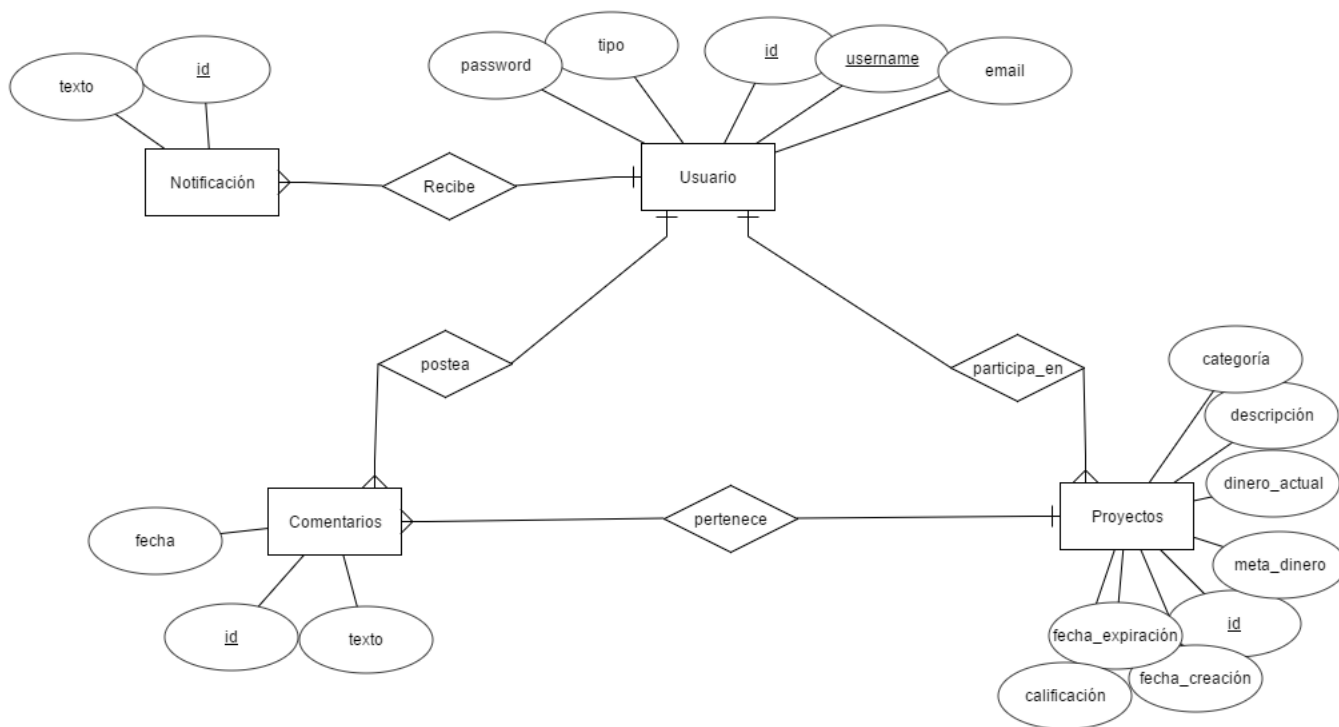 tipo
id
username
password
email
id
texto
Notificación
Recibe
Usuario
postea
participa_en
categoría
descripción
dinero_actual
Comentarios
pertenece
Proyectos
fecha
meta_dinero
id
texto
fecha_expiración
id
fecha_creación
calificación